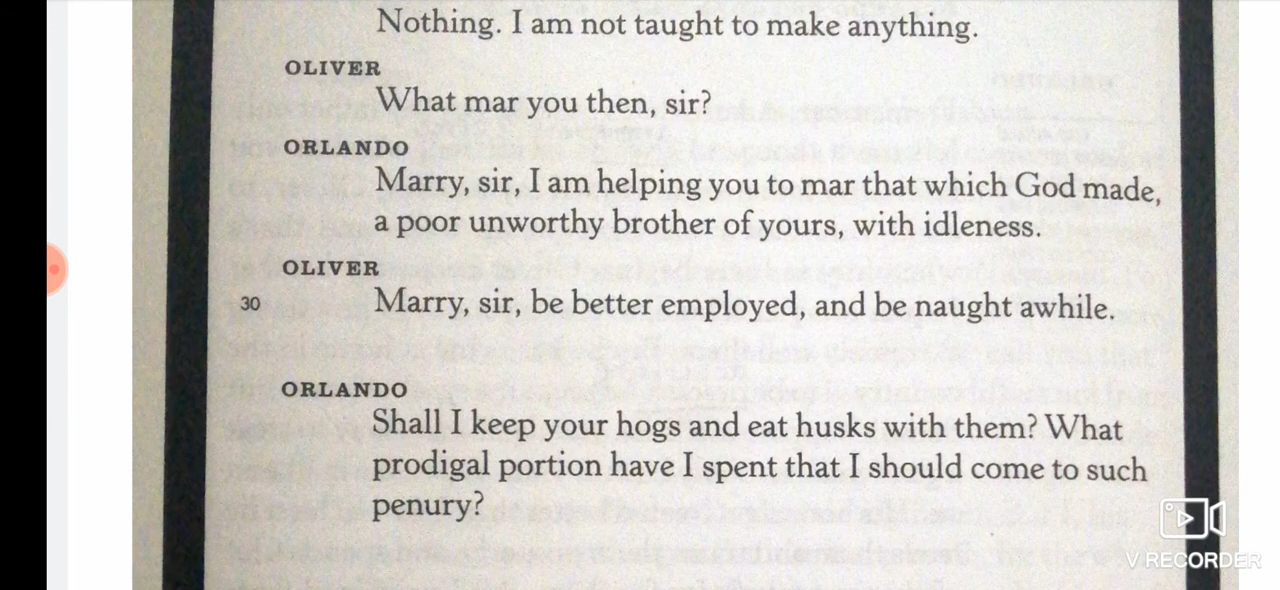 Nothing. I am not taught to make anything.
OLIVER
What mar you then, sir?
ORLANDO
Marry, sir, I am helping you to mar that which God made,
a poor unworthy brother of yours, with idleness.
OLIVER
30 Marry, sir, be better employed, and be naught awhile.
ORLANDO
Shall I keep your hogs and eat husks with them? What
prodigal portion have I spent that I should come to such
penury?
V RECORDER